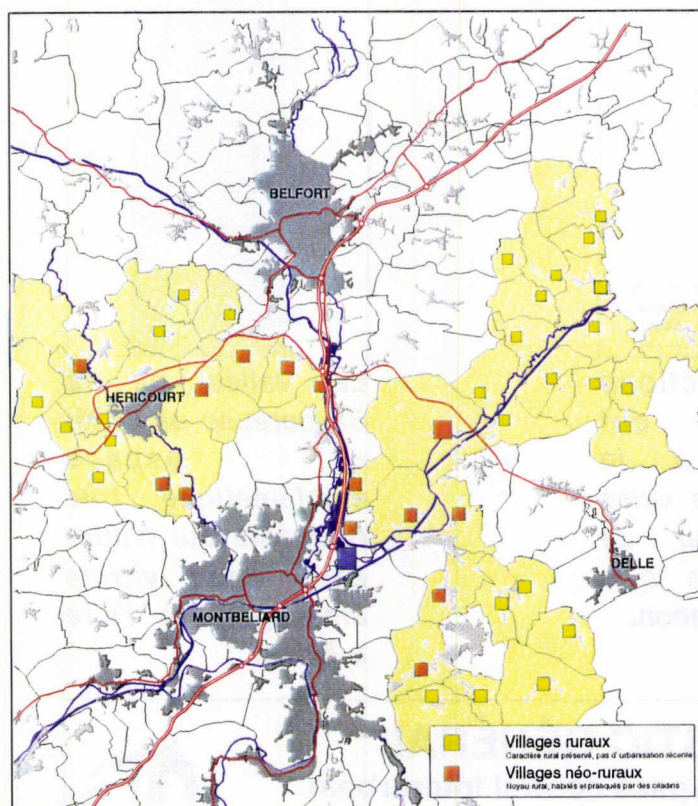 BELFORT
HERICOURT
DELLE
MONTBELIARD
Villages ruraux
Caractère rural préservé, pas d'urbanisation récente
Villages néo-ruraux
Noyau rural, habités et pratiqués par des citadins